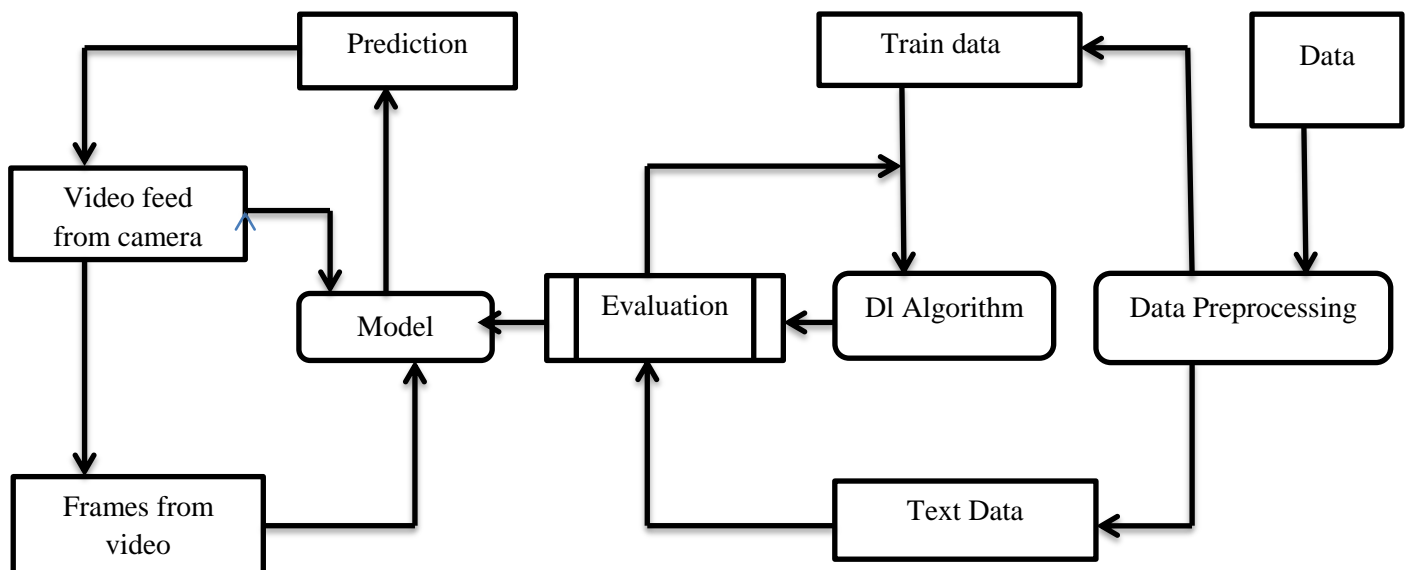 Prediction
Train data
Data
Video feed
from camera
Evaluation
Dl Algorithm
Data Preprocessing
Model
Frames from
video
Text Data